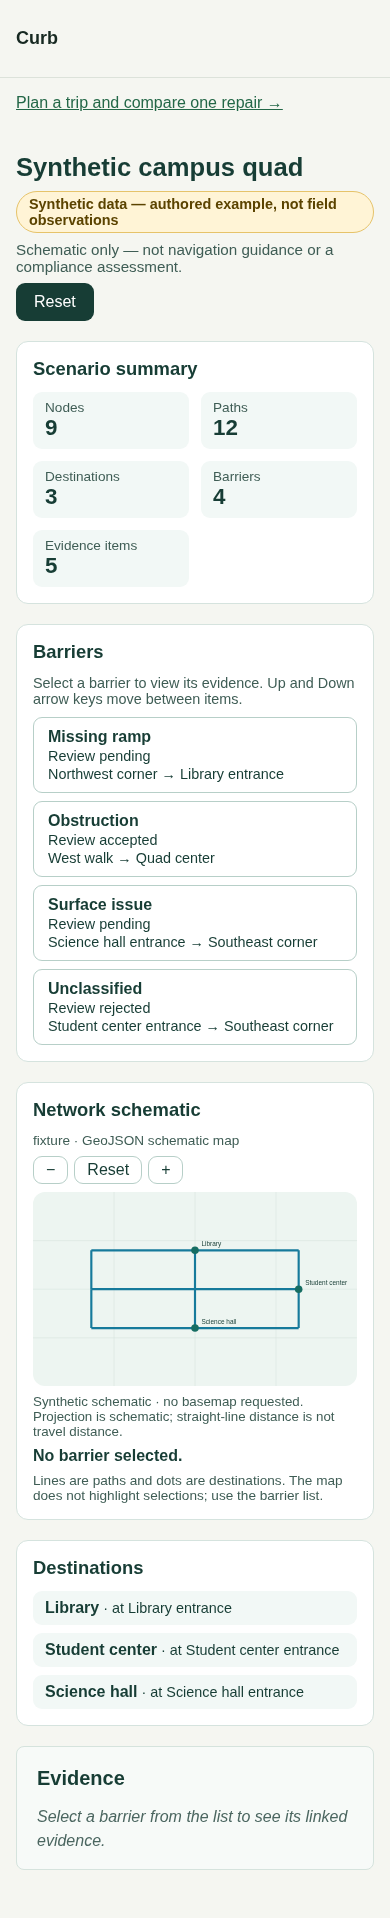 Curb
Plan a trip and compare one repair →
Synthetic campus quad
Synthetic data — authored example, not field
observations
Schematic only — not navigation guidance or a
compliance assessment.
Reset
Scenario summary
Nodes
9
Paths
12
Destinations
3
Barriers
4
Evidence items
5
Barriers
Select a barrier to view its evidence. Up and Down
arrow keys move between items.
Missing ramp
Review pending
Northwest corner → Library entrance
Obstruction
Review accepted
West walk → Quad center
Surface issue
Review pending
Science hall entrance → Southeast corner
Unclassified
Review rejected
Student center entrance → Southeast corner
Network schematic
fixture · GeoJSON schematic map
− Reset +
Library
Student center
Science hall
Synthetic schematic · no basemap requested.
Projection is schematic; straight-line distance is not
travel distance.
No barrier selected.
Lines are paths and dots are destinations. The map
does not highlight selections; use the barrier list.
Destinations
Library · at Library entrance
Student center · at Student center entrance
Science hall · at Science hall entrance
Evidence
Select a barrier from the list to see its linked
evidence.